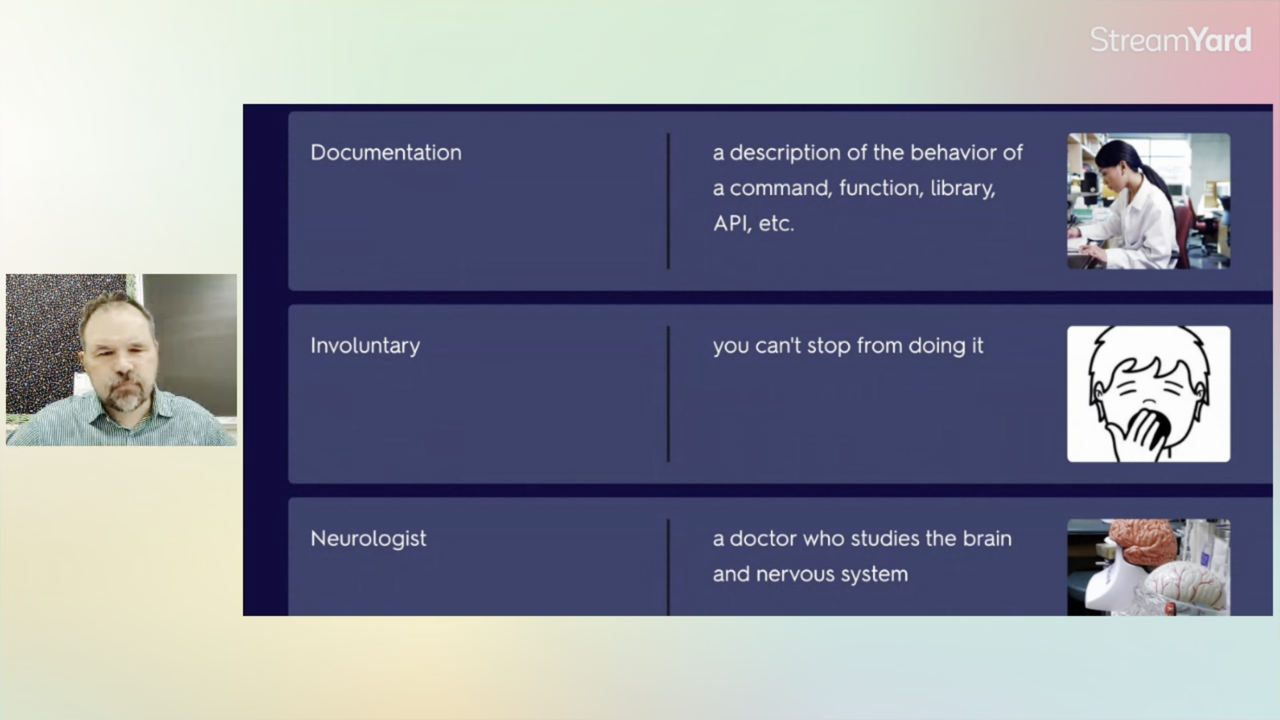 StreamYard
Documentation
a description of the behavior of
a command, function, library,
API, etc.
Involuntary
you can't stop from doing it
Neurologist
a doctor who studies the brain
and nervous system